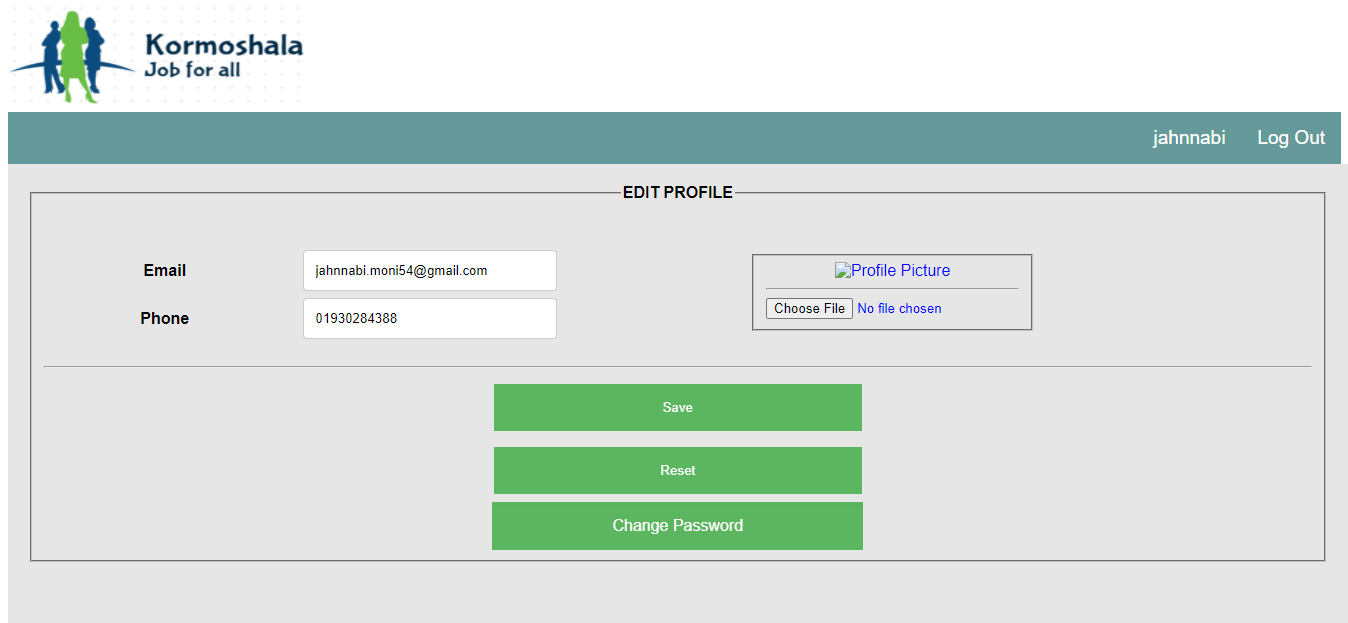 Kormoshala
Job for all
jahnnabi Log Out
EDIT PROFILE
Email jahnnabi.moni54@gmail.com Profile Picture
Phone 01930284388 Choose File No file chosen
Save
Reset
Change Password